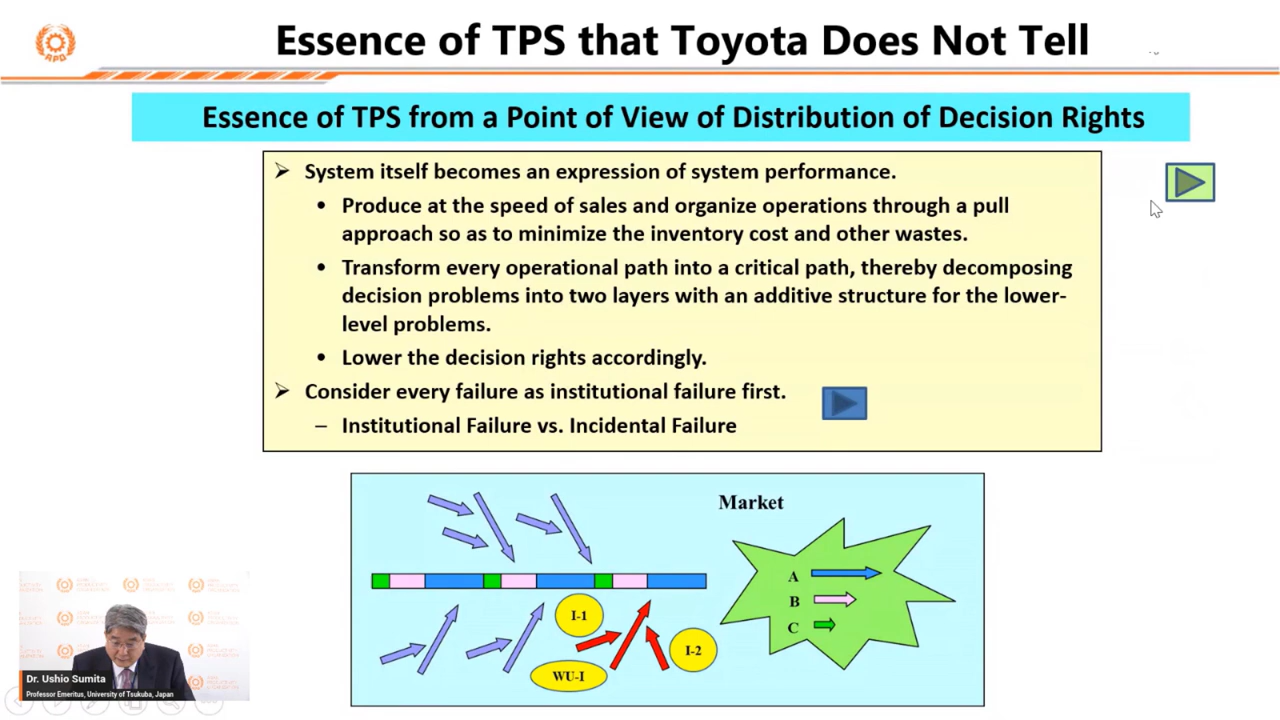 Essence of TPS that Toyota Does Not Tell
APO
Essence of TPS from a Point of View of Distribution of Decision Rights
System itself becomes an expression of system performance.
• Produce at the speed of sales and organize operations through a pull
approach so as to minimize the inventory cost and other wastes.
• Transform every operational path into a critical path, thereby decomposing
decision problems into two layers with an additive structure for the lower-
level problems.
• Lower the decision rights accordingly.
Consider every failure as institutional failure first.
– Institutional Failure vs. Incidental Failure
Market
A
B
C
I-1
I-2
WU-I
Dr. Ushio Sumita
Professor Emeritus, University of Tsukuba, Japan